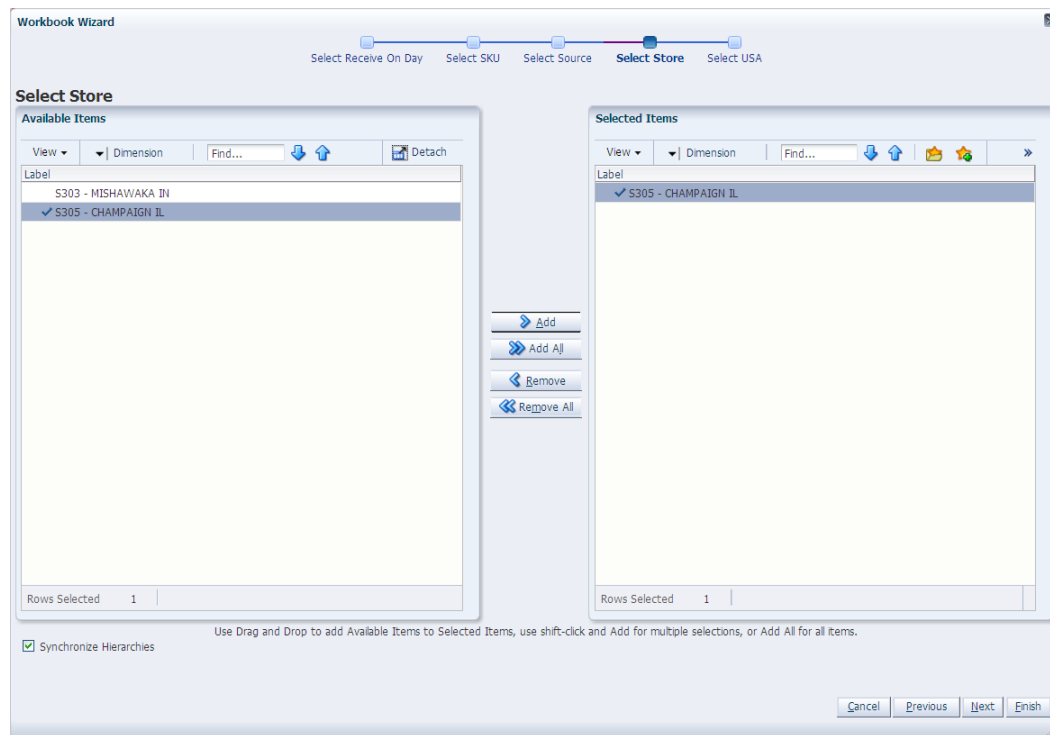 Workbook Wizard
Select Receive On Day Select SKU Select Source Select Store Select USA
Select Store
Available Items
View Dimension Find... Detach
Label
S303 - MISHAWAKA IN
S305 - CHAMPAIGN IL
Rows Selected 1
Add
Add All
Remove
Remove All
Selected Items
View Dimension Find... »
Label
S305 - CHAMPAIGN IL
Rows Selected 1
Use Drag and Drop to add Available Items to Selected Items, use shift-click and Add for multiple selections, or Add All for all items.
Synchronize Hierarchies
Cancel Previous Next Finish